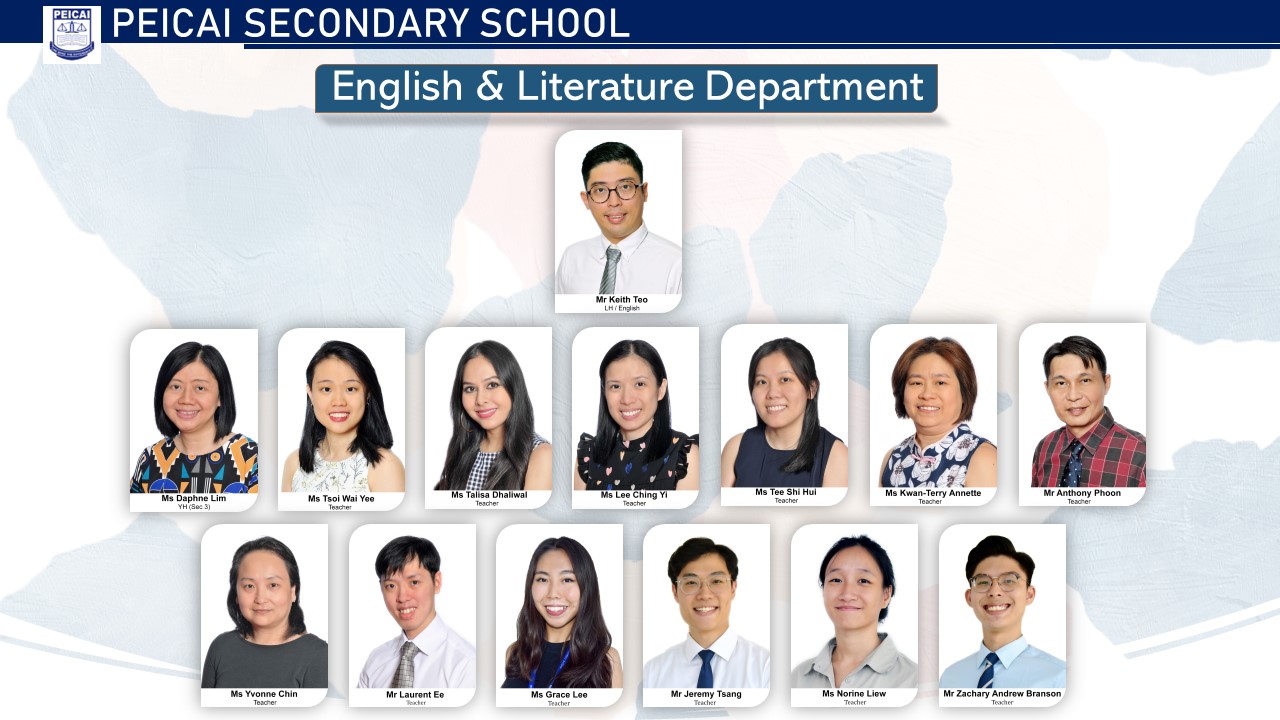 PEICAI
PEICAI SECONDARY SCHOOL
English & Literature Department
Mr Keith Teo
LH / English
Ms Daphne Lim
YH (Sec 3)
Ms Tsoi Wai Yee
Teacher
Ms Talisa Dhaliwal
Teacher
Ms Lee Ching Yi
Teacher
Ms Tee Shi Hui
Teacher
Ms Kwan-Terry Annette
Teacher
Mr Anthony Phoon
Teacher
Ms Yvonne Chin
Teacher
Mr Laurent Ee
Teacher
Ms Grace Lee
Teacher
Mr Jeremy Tsang
Teacher
Ms Norine Liew
Teacher
Mr Zachary Andrew Branson
Teacher